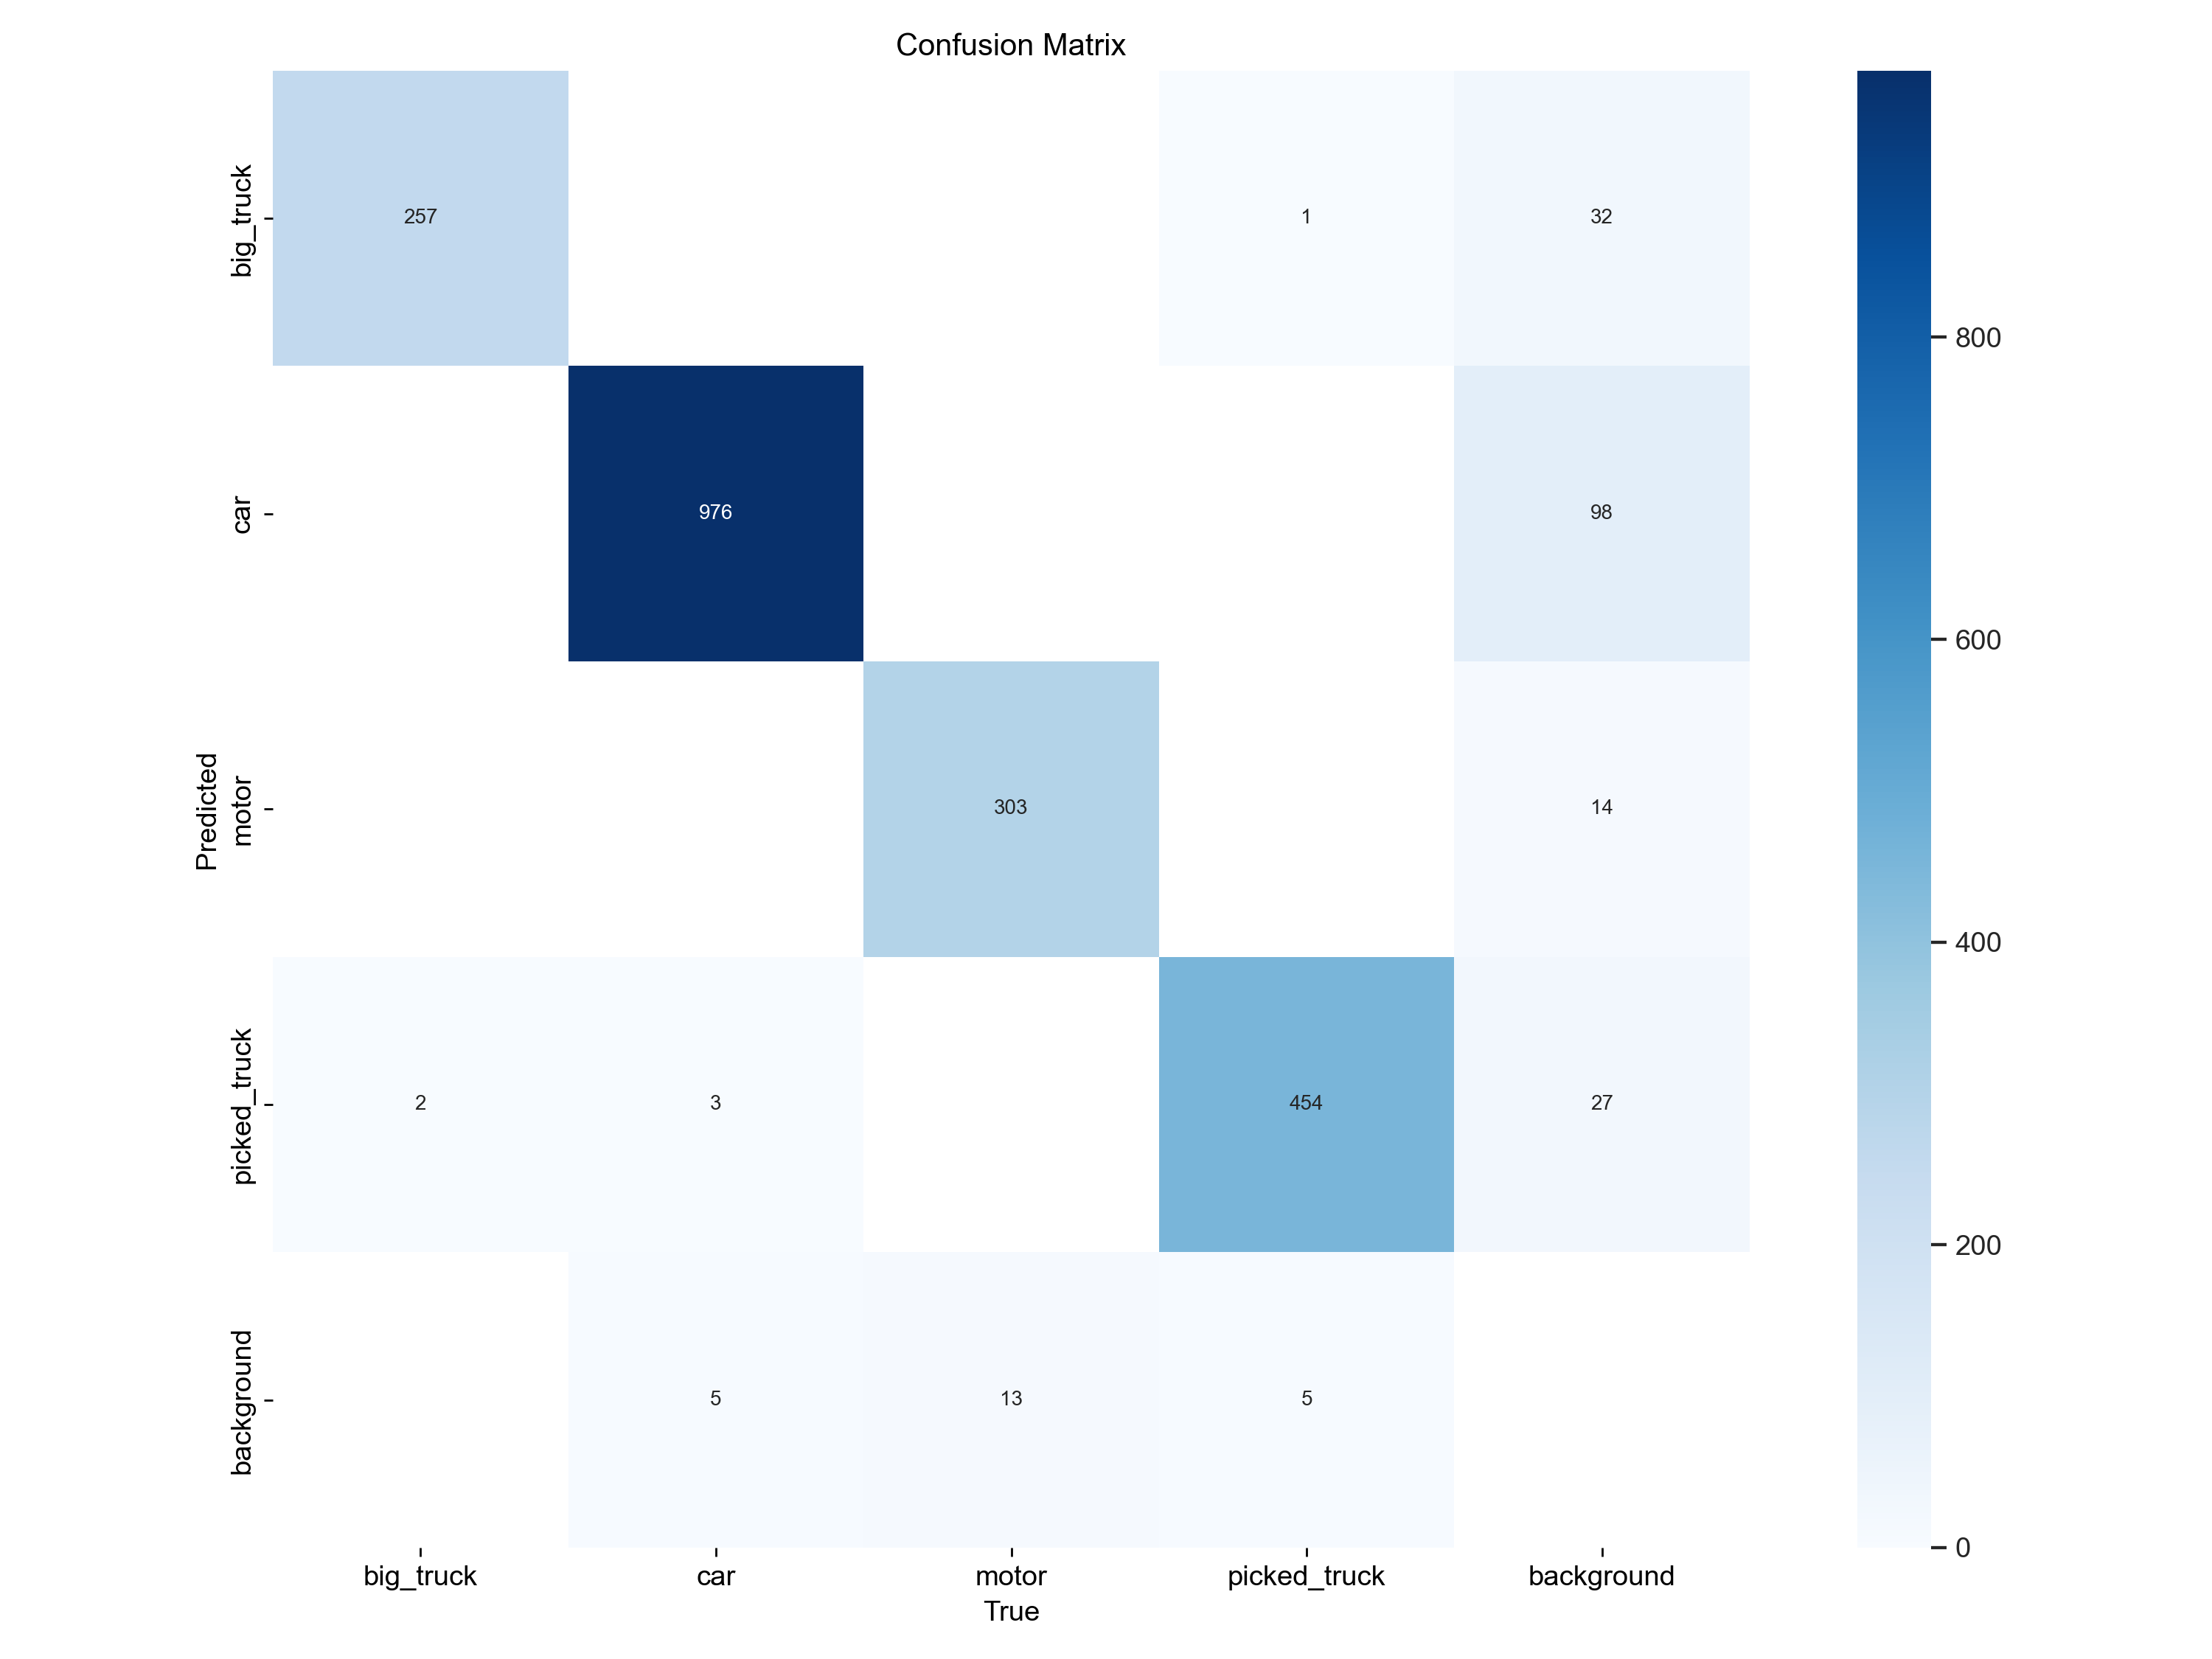 Confusion Matrix
big_truck
257
1
32
800
car
976
98
600
Predicted
motor
303
14
400
picked_truck
2
3
454
27
200
background
5
13
5
0
big_truck
car
motor
picked_truck
background
True